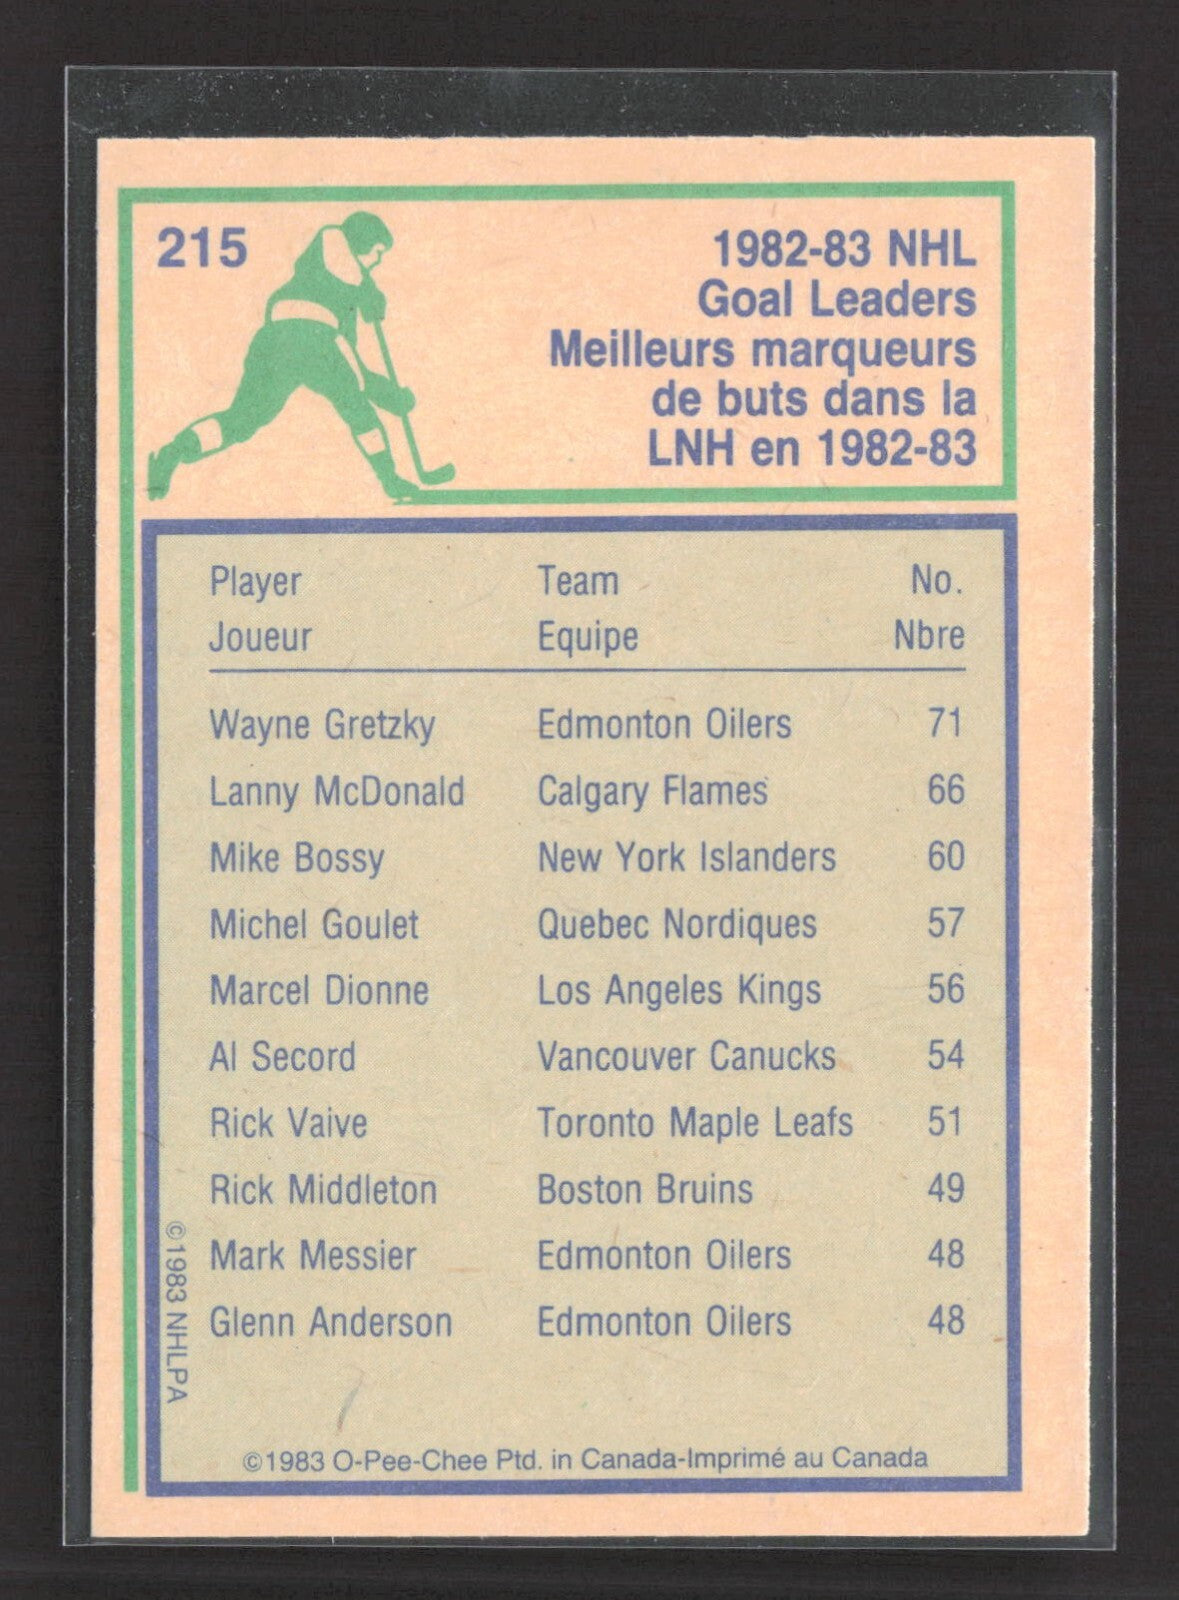 215
1982-83 NHL
Goal Leaders
Meilleurs marqueurs
de buts dans la
LNH en 1982-83
Player Team No.
Joueur Equipe Nbre
Wayne Gretzky Edmonton Oilers 71
Lanny McDonald Calgary Flames 66
Mike Bossy New York Islanders 60
Michel Goulet Quebec Nordiques 57
Marcel Dionne Los Angeles Kings 56
Al Secord Vancouver Canucks 54
Rick Vaive Toronto Maple Leafs 51
Rick Middleton Boston Bruins 49
Mark Messier Edmonton Oilers 48
Glenn Anderson Edmonton Oilers 48
©1983 NHLPA
©1983 O-Pee-Chee Ptd. in Canada-Imprimé au Canada